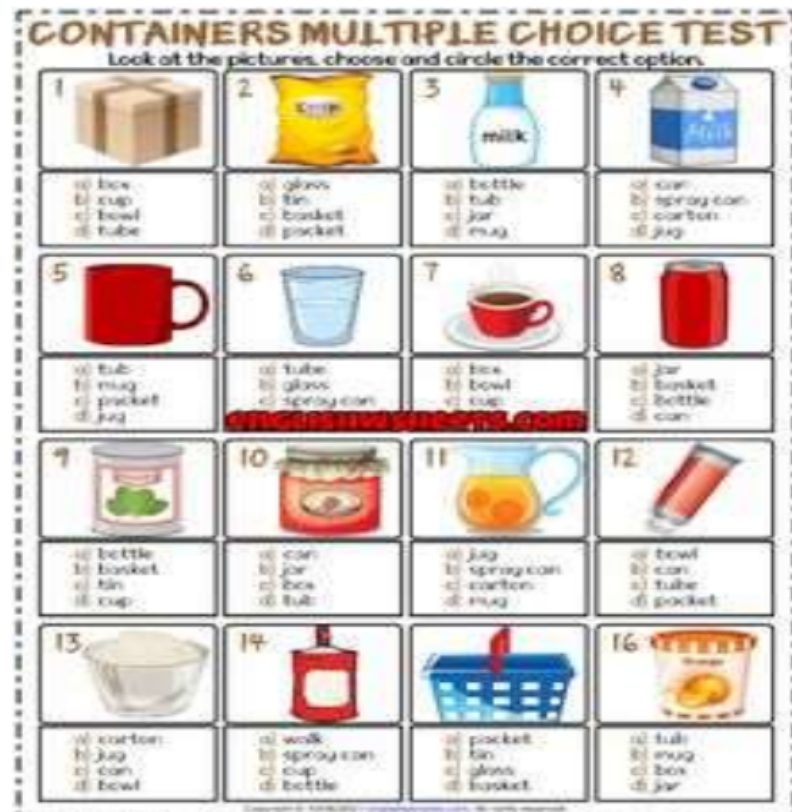 CONTAINERS MULTIPLE CHOICE TEST
Look at the pictures, choose and circle the correct option.
1
2
3
4
milk
Milk
a) box
b) cup
c) bowl
d) tube
a) glass
b) tin
c) basket
d) packet
a) bottle
b) tub
c) jar
d) mug
a) can
b) spray can
c) carton
d) jug
5
6
7
8
a) tub
b) mug
c) packet
d) jug
a) tube
b) glass
c) spray can
a) box
b) bowl
c) cup
a) jar
b) basket
c) bottle
d) can
englishwsheets.com
9
10
11
12
a) bottle
b) basket
c) tin
d) cup
a) can
b) jar
c) box
d) tub
a) jug
b) spray can
c) carton
d) mug
a) bowl
b) can
c) tube
d) packet
13
14
16
a) carton
b) jug
c) can
d) bowl
a) walk
b) spray can
c) cup
d) bottle
a) packet
b) tin
c) glass
d) basket
a) tub
b) mug
c) box
d) jar